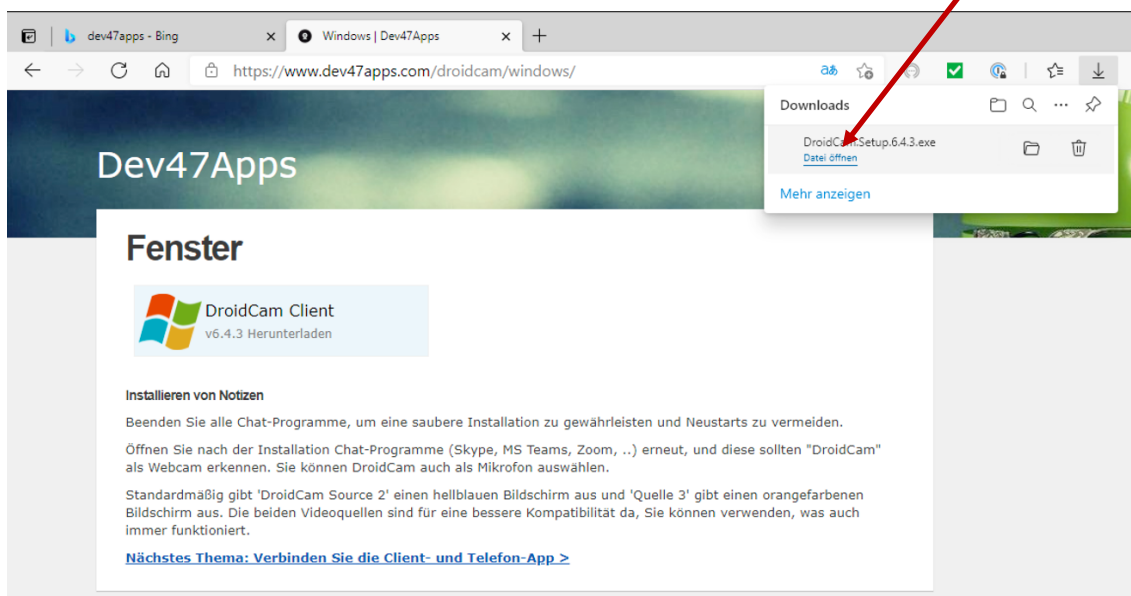 dev47apps - Bing
Windows | Dev47Apps
https://www.dev47apps.com/droidcam/windows/
Downloads
DroidCam.Setup.6.4.3.exe
Datei öffnen
Mehr anzeigen
Dev47Apps
Fenster
DroidCam Client
v6.4.3 Herunterladen
Installieren von Notizen
Beenden Sie alle Chat-Programme, um eine saubere Installation zu gewährleisten und Neustarts zu vermeiden.
Öffnen Sie nach der Installation Chat-Programme (Skype, MS Teams, Zoom, ..) erneut, und diese sollten "DroidCam"
als Webcam erkennen. Sie können DroidCam auch als Mikrofon auswählen.
Standardmäßig gibt 'DroidCam Source 2' einen hellblauen Bildschirm aus und 'Quelle 3' gibt einen orangefarbenen
Bildschirm aus. Die beiden Videoquellen sind für eine bessere Kompatibilität da, Sie können verwenden, was auch
immer funktioniert.
Nächstes Thema: Verbinden Sie die Client- und Telefon-App >